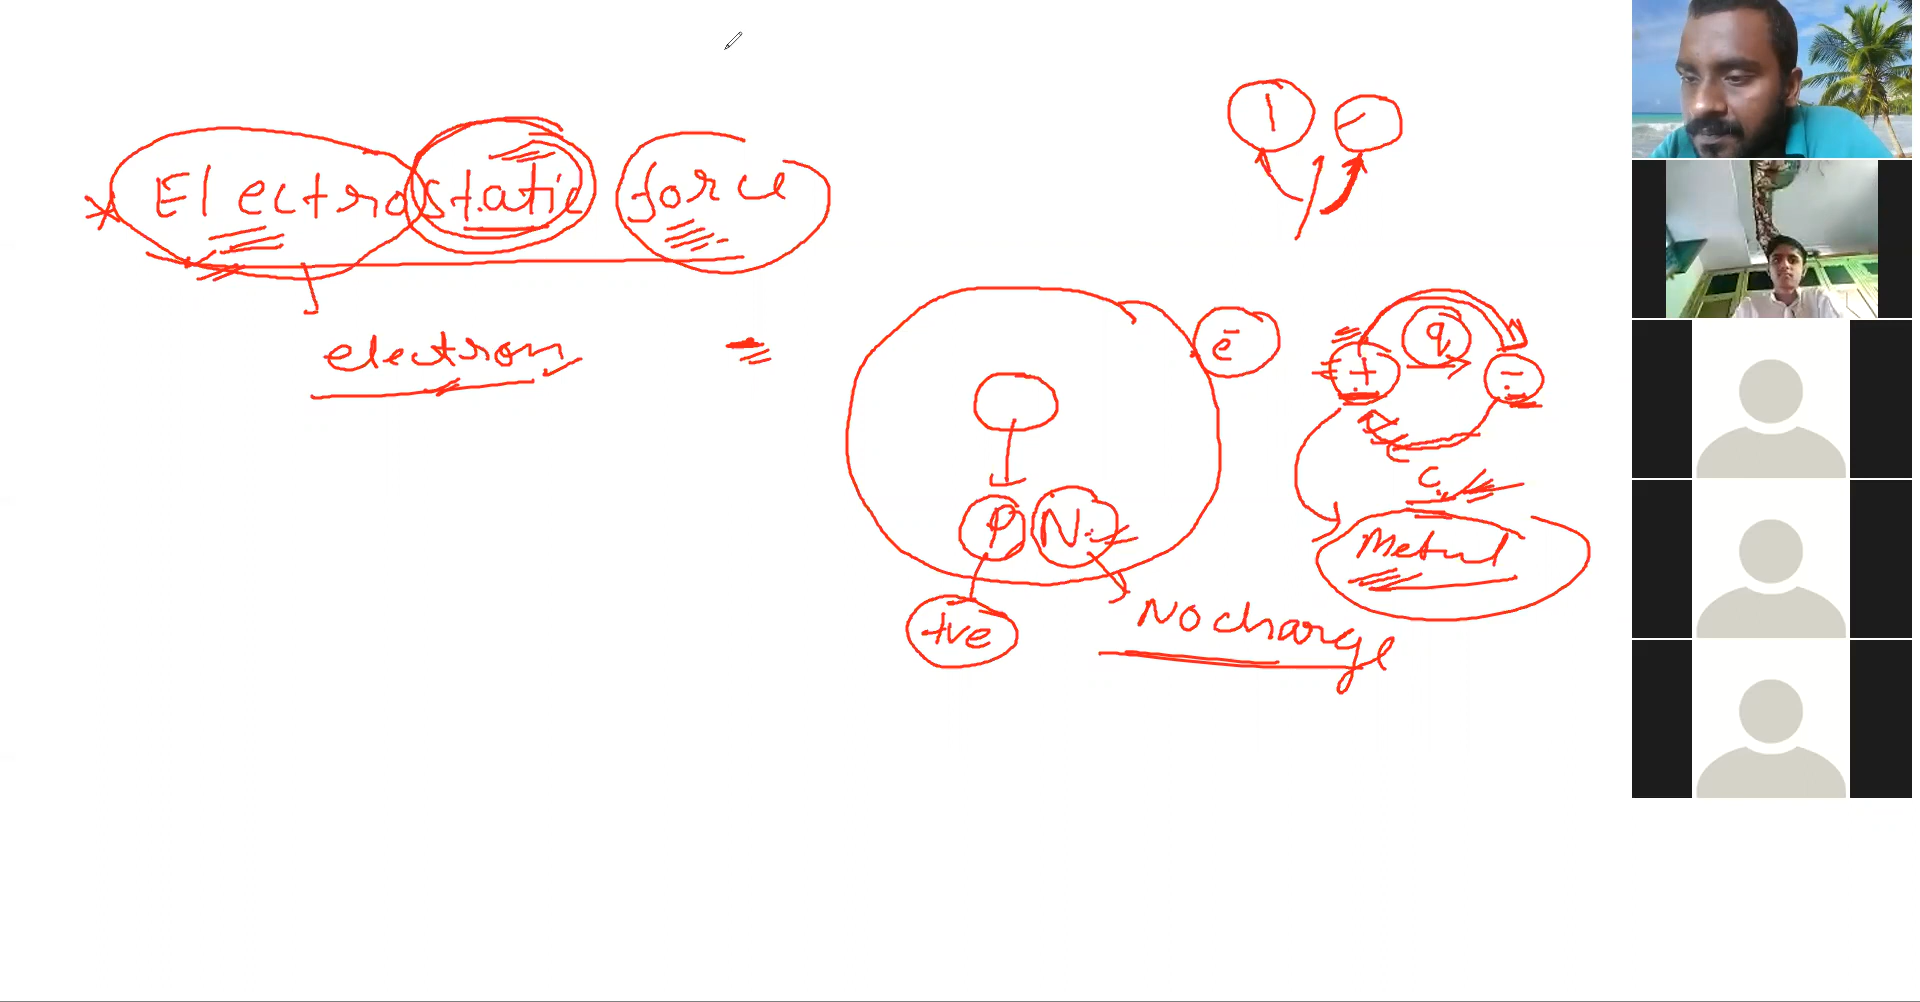 Electrostatic force
electron
e-
+
q
-
C
P N
Metal
+ve
No charge